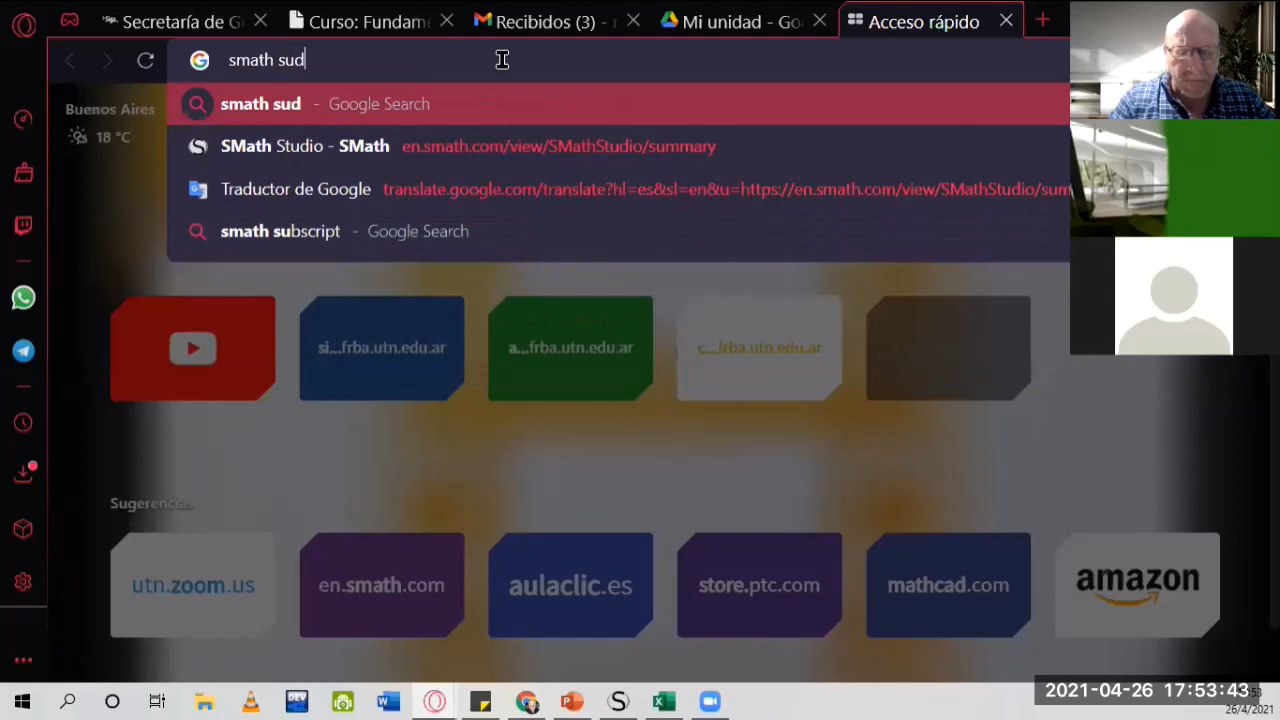 Secretaría de G
Curso: Fundam
Recibidos (3) -
Mi unidad - Go
Acceso rápido
smath sud
smath sud - Google Search
SMath Studio - SMath en.smath.com/view/SMathStudio/summary
Traductor de Google translate.google.com/translate?hl=es&sl=en&u=https://en.smath.com/view/SMathStudio/sum
smath subscript - Google Search
Buenos Aires
18 °C
si...frba.utn.edu.ar
a...frba.utn.edu.ar
c...frba.utn.edu.ar
Sugerencias
utn.zoom.us
en.smath.com
aulaclic.es
store.ptc.com
mathcad.com
amazon
DEV
2021-04-26 17:53:43
26/4/2021